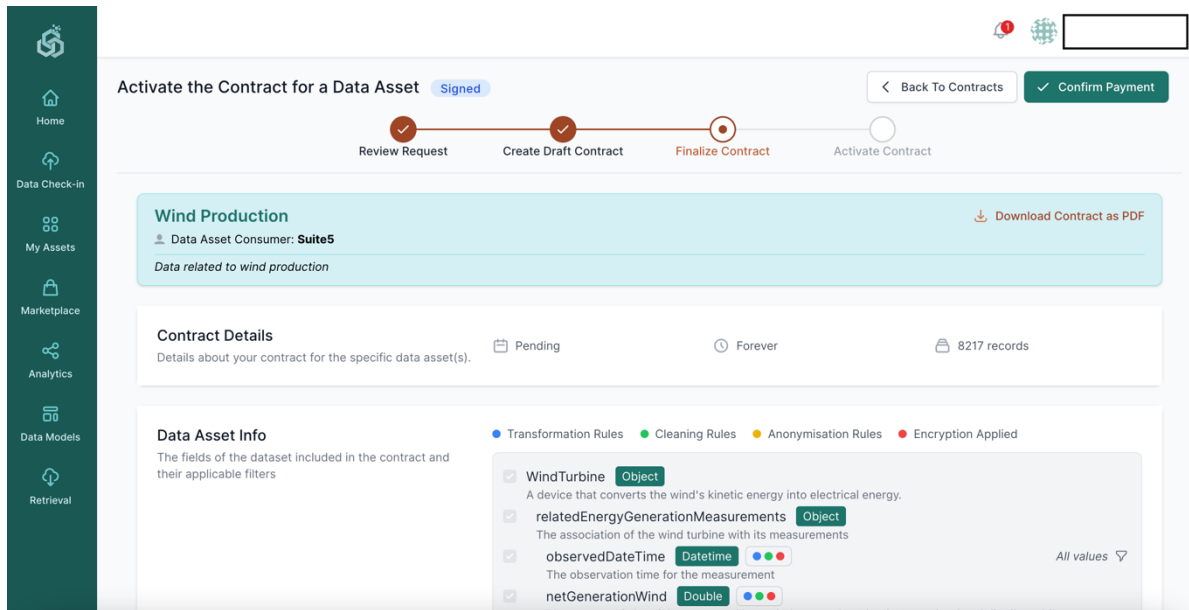 1
Activate the Contract for a Data Asset Signed
Back To Contracts
Confirm Payment
Home
Data Check-in
My Assets
Marketplace
Analytics
Data Models
Retrieval
Review Request
Create Draft Contract
Finalize Contract
Activate Contract
Wind Production
Download Contract as PDF
Data Asset Consumer: Suite5
Data related to wind production
Contract Details
Details about your contract for the specific data asset(s).
Pending
Forever
8217 records
Data Asset Info
The fields of the dataset included in the contract and
their applicable filters
Transformation Rules
Cleaning Rules
Anonymisation Rules
Encryption Applied
WindTurbine Object
A device that converts the wind's kinetic energy into electrical energy.
relatedEnergyGenerationMeasurements Object
The association of the wind turbine with its measurements
observedDateTime Datetime
All values
The observation time for the measurement
netGenerationWind Double